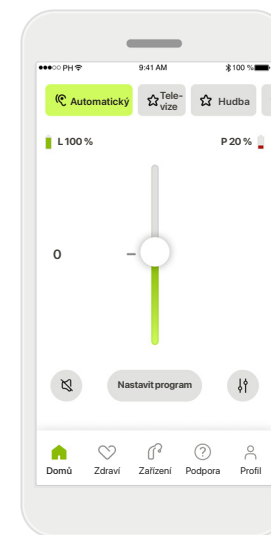 PH
9:41 AM
100 %
Automatický
Tele-
vize
Hudba
L 100 %
P 20 %
0
Nastavit program
Domů
Zdraví
Zařízení
Podpora
Profil